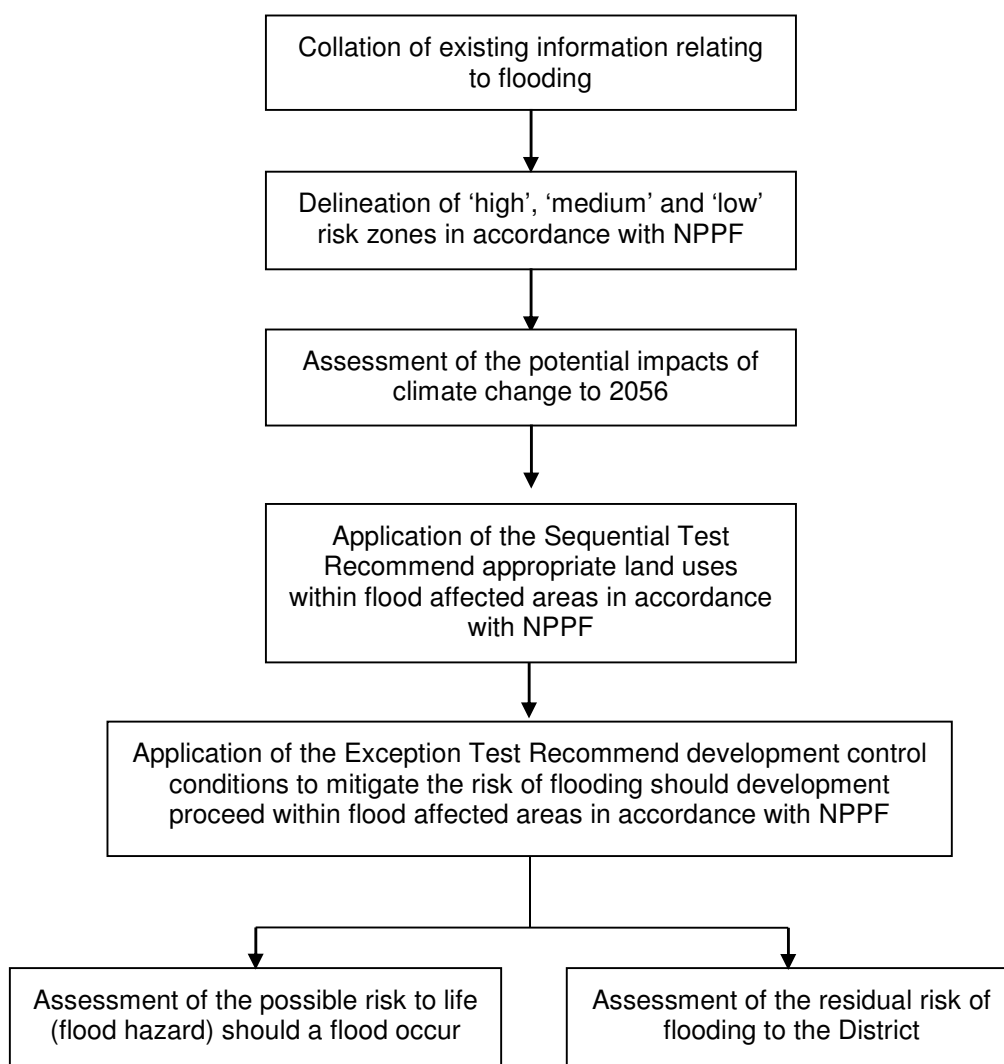 Collation of existing information relating
to flooding
Delineation of ‘high’, ‘medium’ and ‘low’
risk zones in accordance with NPPF
Assessment of the potential impacts of
climate change to 2056
Application of the Sequential Test
Recommend appropriate land uses
within flood affected areas in accordance
with NPPF
Application of the Exception Test Recommend development control
conditions to mitigate the risk of flooding should development
proceed within flood affected areas in accordance with NPPF
Assessment of the possible risk to life
(flood hazard) should a flood occur
Assessment of the residual risk of
flooding to the District